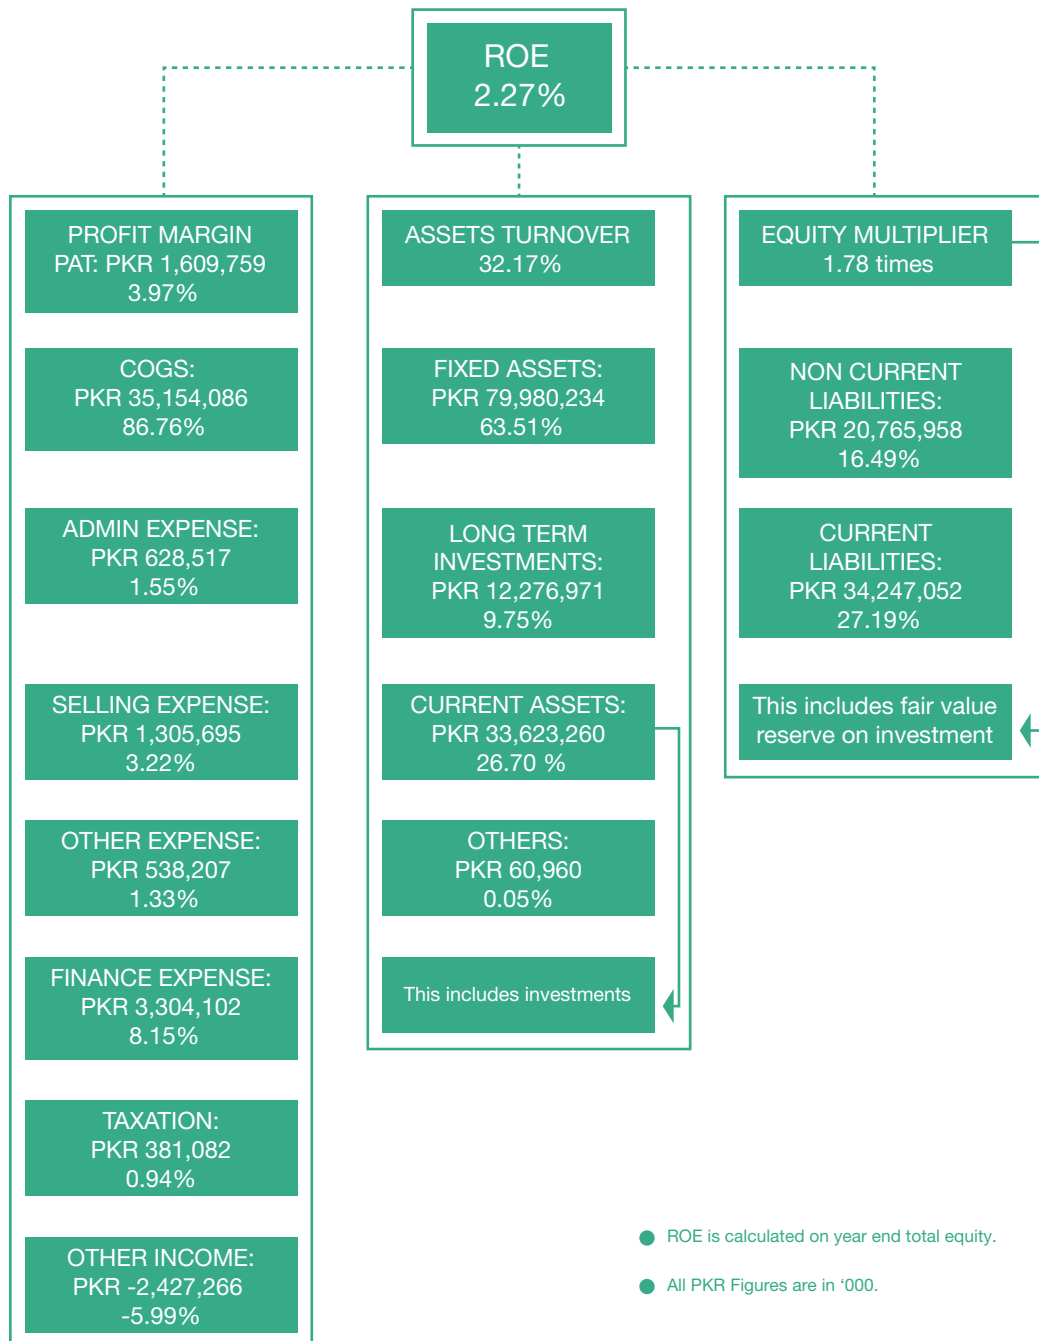 ROE
2.27%
PROFIT MARGIN
PAT: PKR 1,609,759
3.97%
COGS:
PKR 35,154,086
86.76%
ADMIN EXPENSE:
PKR 628,517
1.55%
SELLING EXPENSE:
PKR 1,305,695
3.22%
OTHER EXPENSE:
PKR 538,207
1.33%
FINANCE EXPENSE:
PKR 3,304,102
8.15%
TAXATION:
PKR 381,082
0.94%
OTHER INCOME:
PKR -2,427,266
-5.99%
ASSETS TURNOVER
32.17%
FIXED ASSETS:
PKR 79,980,234
63.51%
LONG TERM
INVESTMENTS:
PKR 12,276,971
9.75%
CURRENT ASSETS:
PKR 33,623,260
26.70 %
OTHERS:
PKR 60,960
0.05%
This includes investments
EQUITY MULTIPLIER
1.78 times
NON CURRENT
LIABILITIES:
PKR 20,765,958
16.49%
CURRENT
LIABILITIES:
PKR 34,247,052
27.19%
This includes fair value
reserve on investment
ROE is calculated on year end total equity.
All PKR Figures are in ‘000.